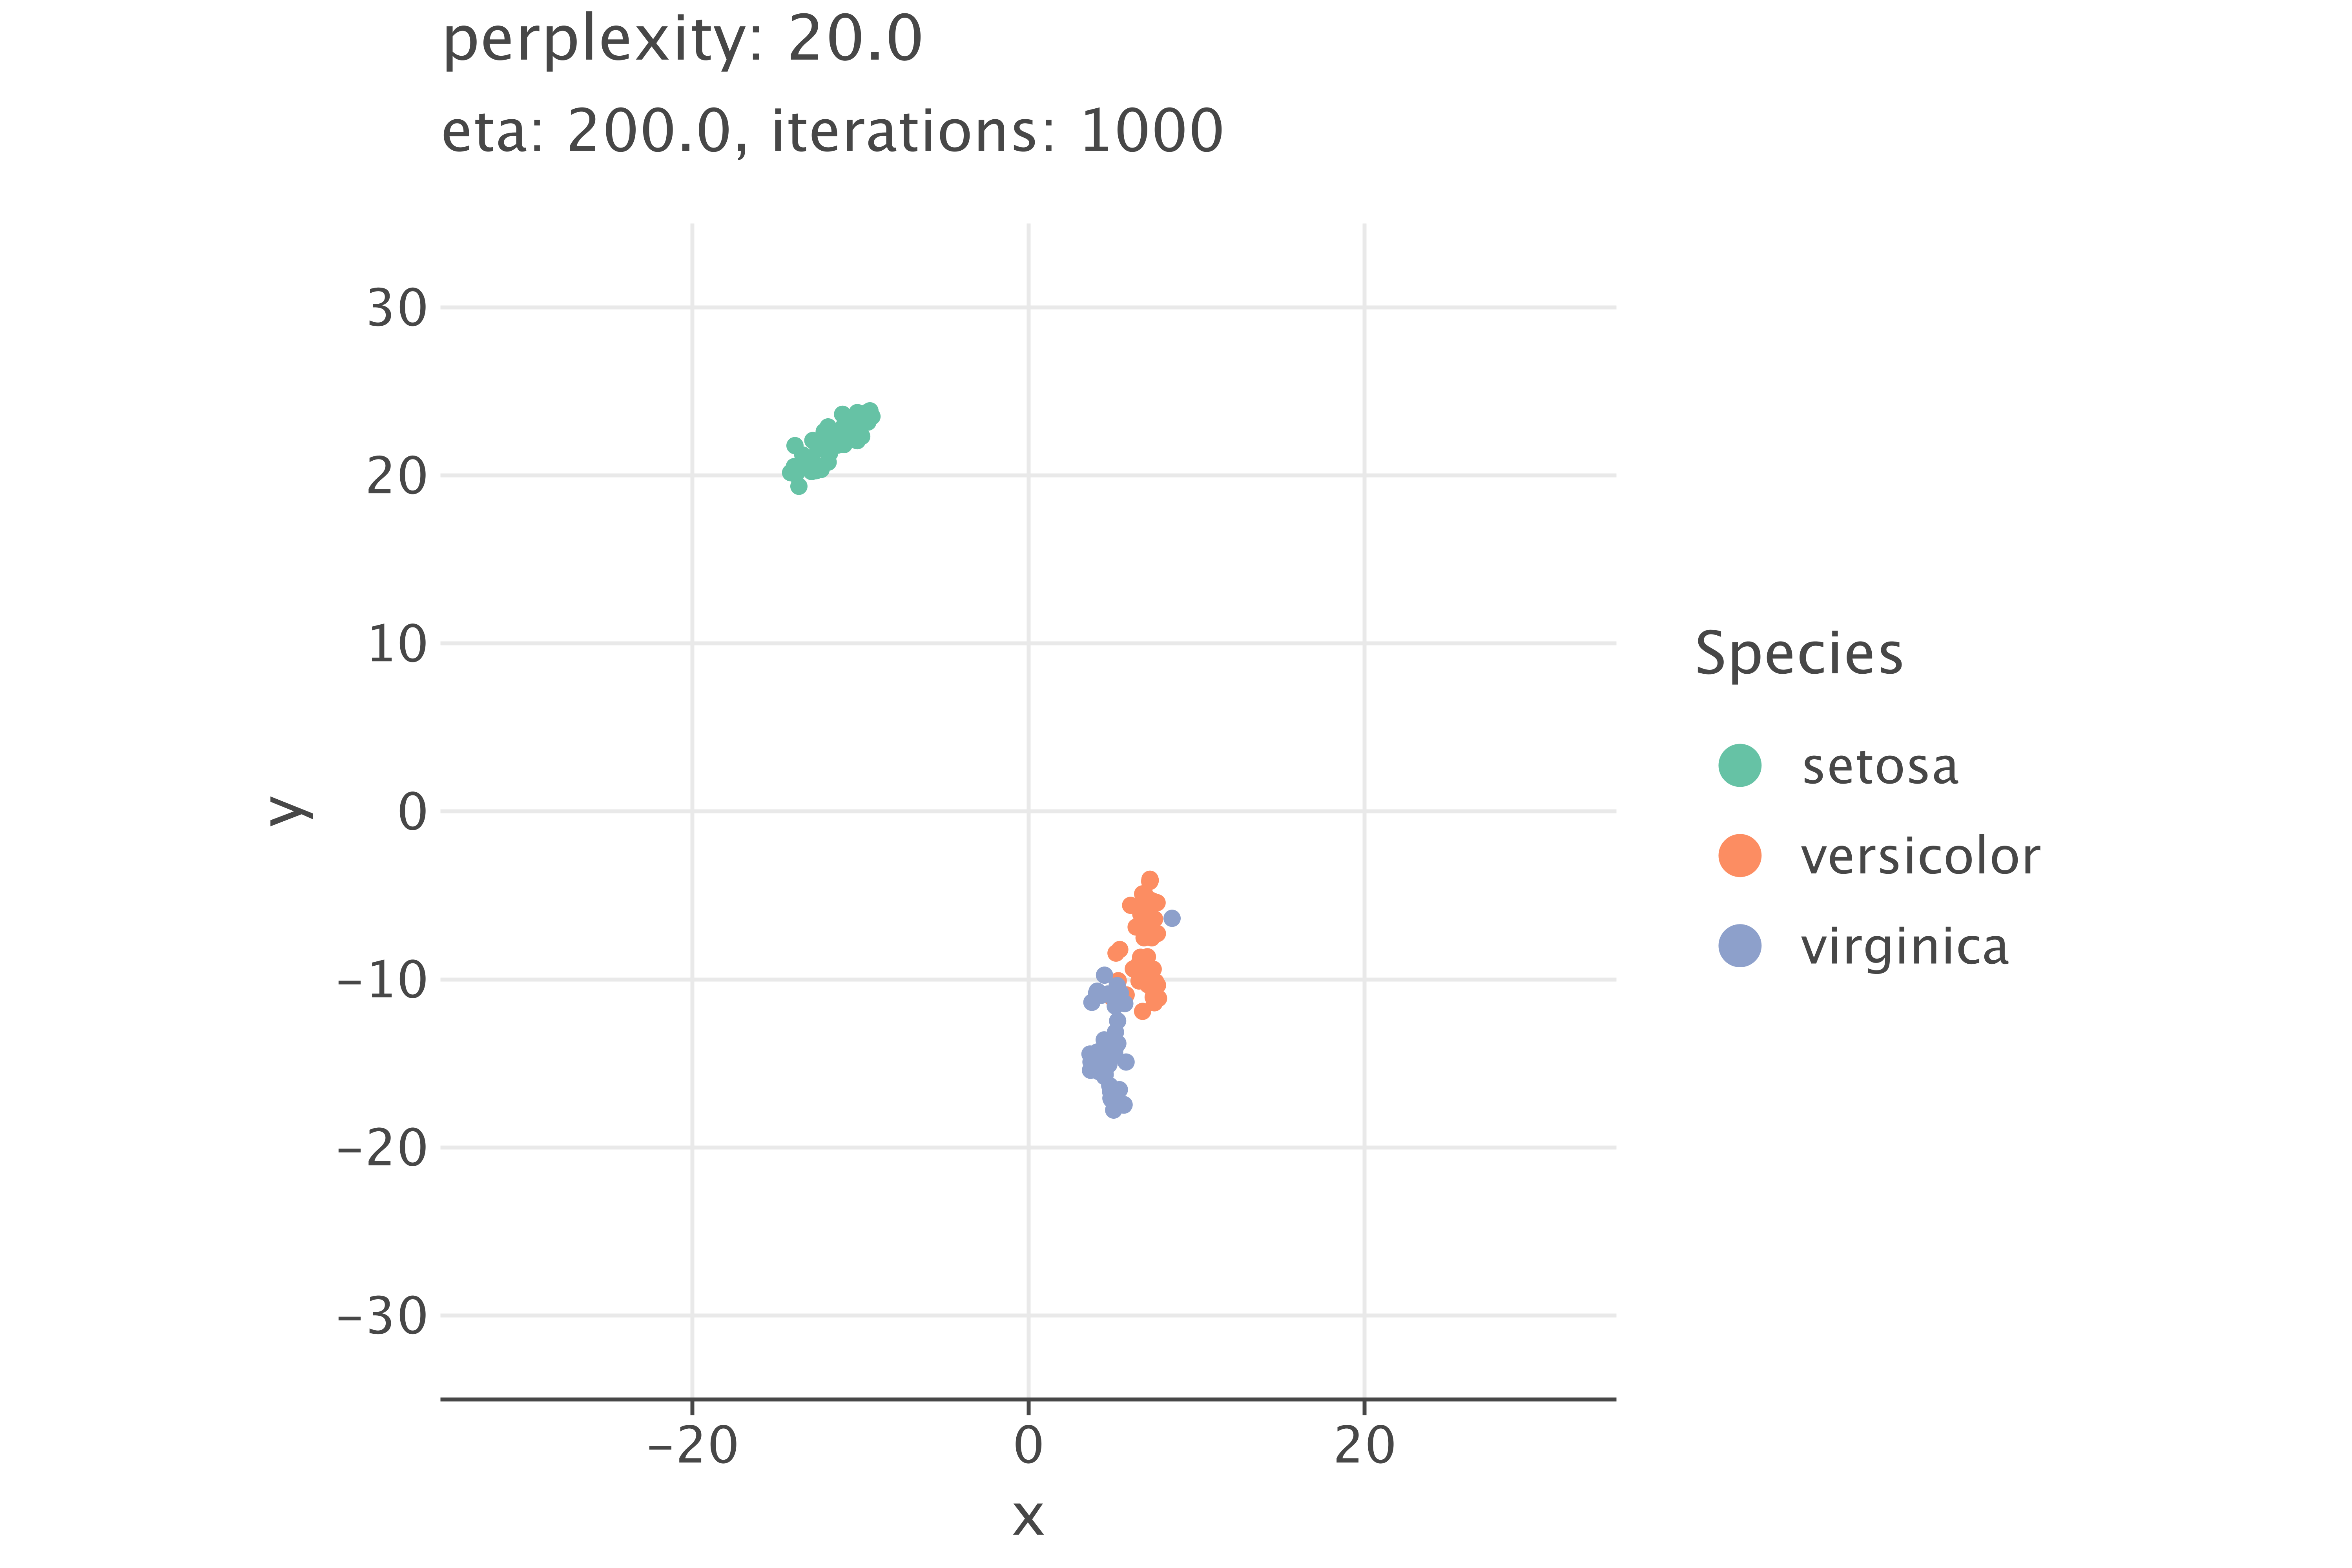 perplexity: 20.0
eta: 200.0, iterations: 1000
30
20
10
0
−10
−20
−30
y
−20
0
20
x
Species
setosa
versicolor
virginica